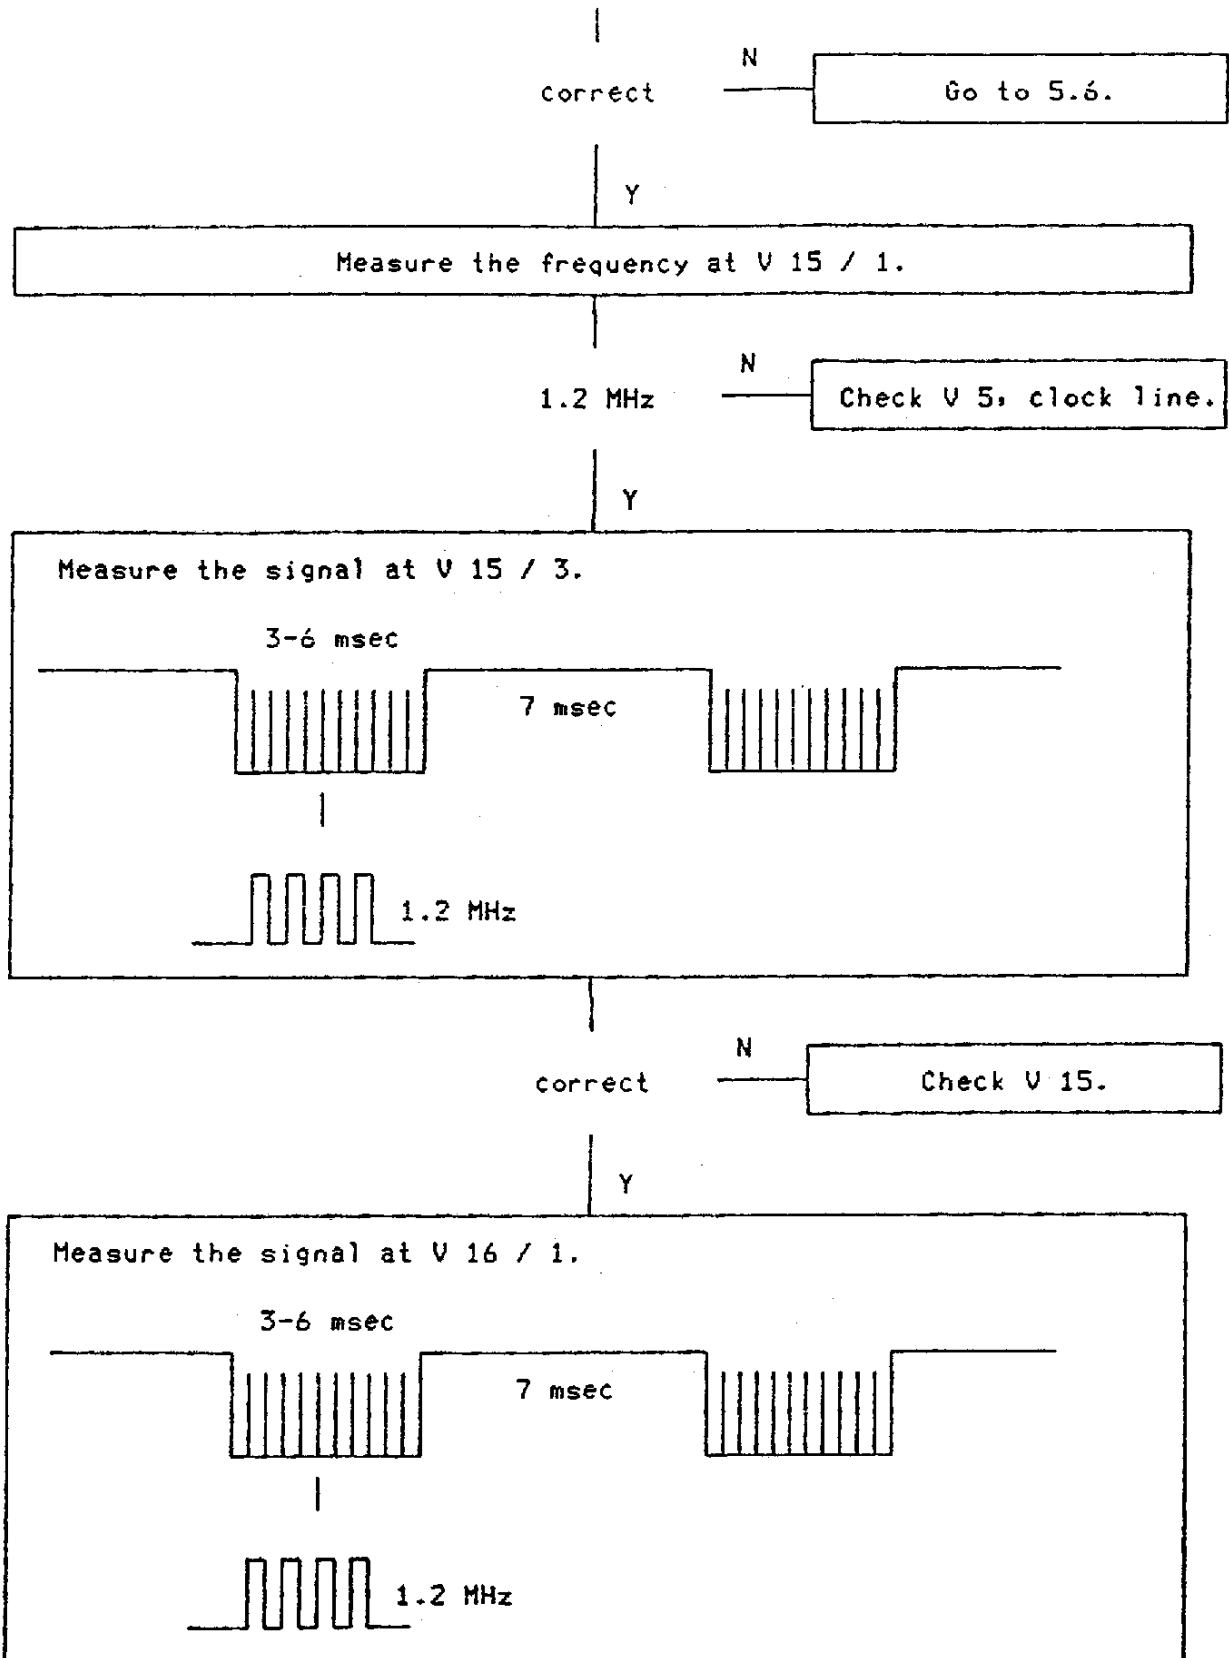 N
correct
Go to 5.6.
Y
Measure the frequency at V 15 / 1.
N
1.2 MHz
Check V 5, clock line.
Y
Measure the signal at V 15 / 3.
3-6 msec
7 msec
1.2 MHz
N
correct
Check V 15.
Y
Measure the signal at V 16 / 1.
3-6 msec
7 msec
1.2 MHz